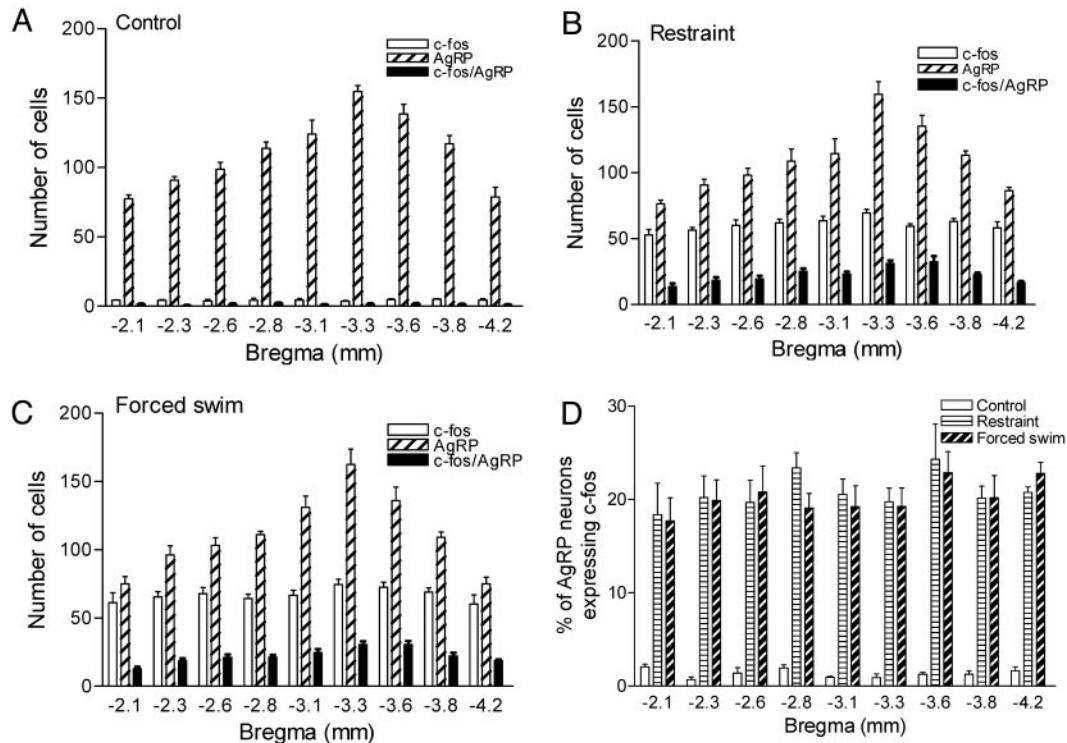 A
Control
c-fos
AgRP
c-fos/AgRP
Number of cells
200
150
100
50
0
-2.1 -2.3 -2.6 -2.8 -3.1 -3.3 -3.6 -3.8 -4.2
Bregma (mm)
B
Restraint
c-fos
AgRP
c-fos/AgRP
Number of cells
200
150
100
50
0
-2.1 -2.3 -2.6 -2.8 -3.1 -3.3 -3.6 -3.8 -4.2
Bregma (mm)
C
Forced swim
c-fos
AgRP
c-fos/AgRP
Number of cells
200
150
100
50
0
-2.1 -2.3 -2.6 -2.8 -3.1 -3.3 -3.6 -3.8 -4.2
Bregma (mm)
D
Control
Restraint
Forced swim
% of AgRP neurons
expressing c-fos
30
20
10
0
-2.1 -2.3 -2.6 -2.8 -3.1 -3.3 -3.6 -3.8 -4.2
Bregma (mm)